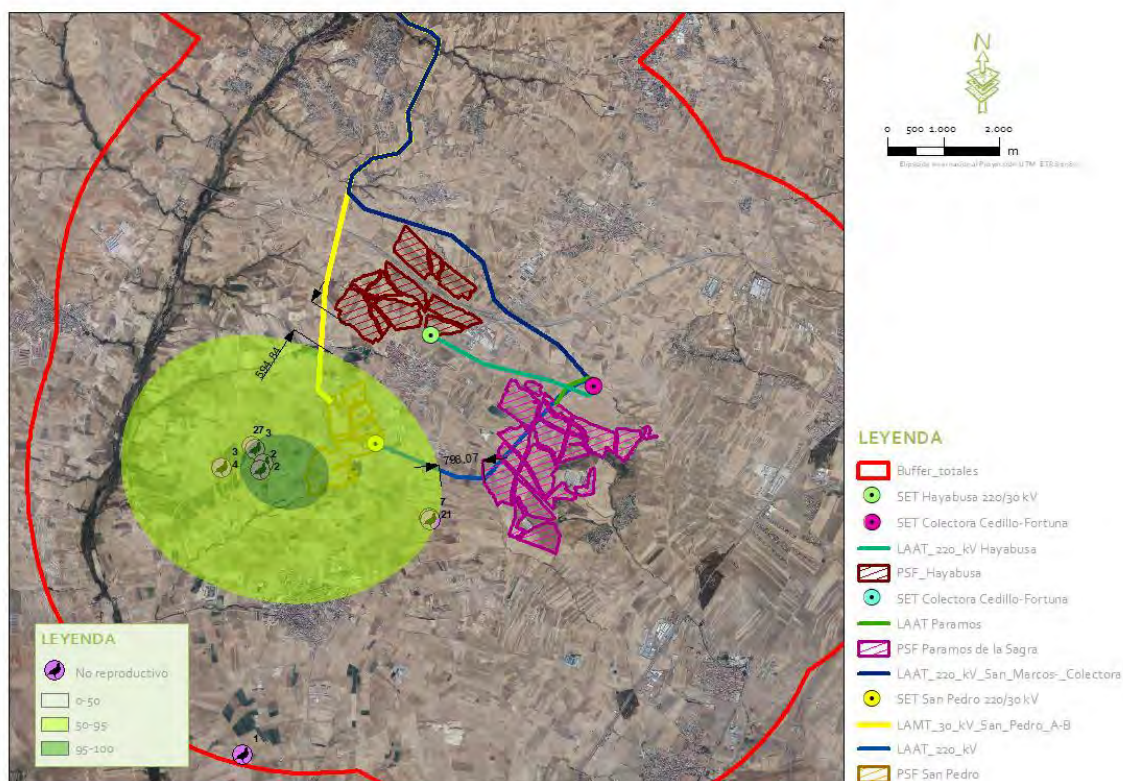 N
0 500 1.000 2.000
m
594,84
27 3
3
2
4
2
798,07
7
21
1
LEYENDA
No reproductivo
0-50
50-95
95-100
LEYENDA
Buffer_totales
SET Hayabusa 220/30 kV
SET Colectora Cedillo-Fortuna
LAAT_220_kV Hayabusa
PSF_Hayabusa
SET Colectora Cedillo-Fortuna
LAAT Paramos
PSF Paramos de la Sagra
LAAT_220_kV_San_Marcos-_Colectora
SET San Pedro 220/30 kV
LAMT_30_kV_San_Pedro_A-B
LAAT_220_kV
PSF San Pedro